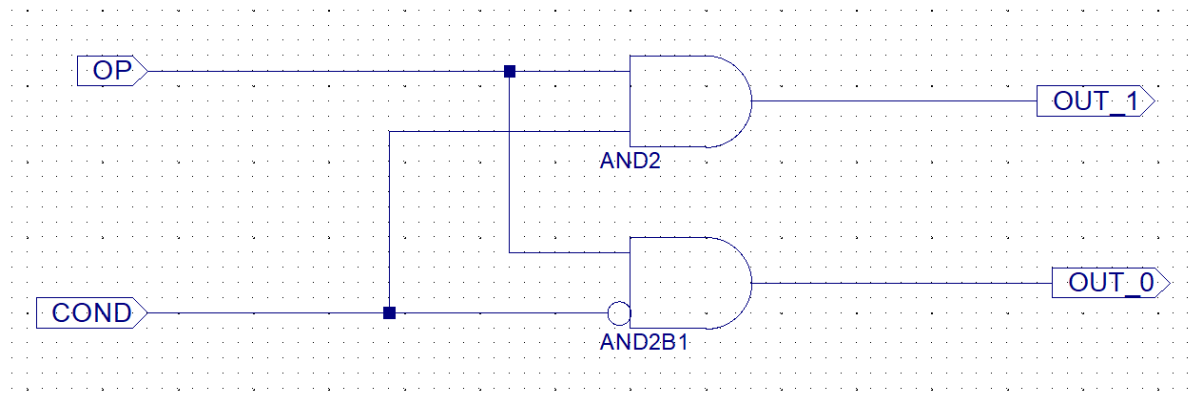 OP
OUT_1
AND2
OUT_0
COND
AND2B1